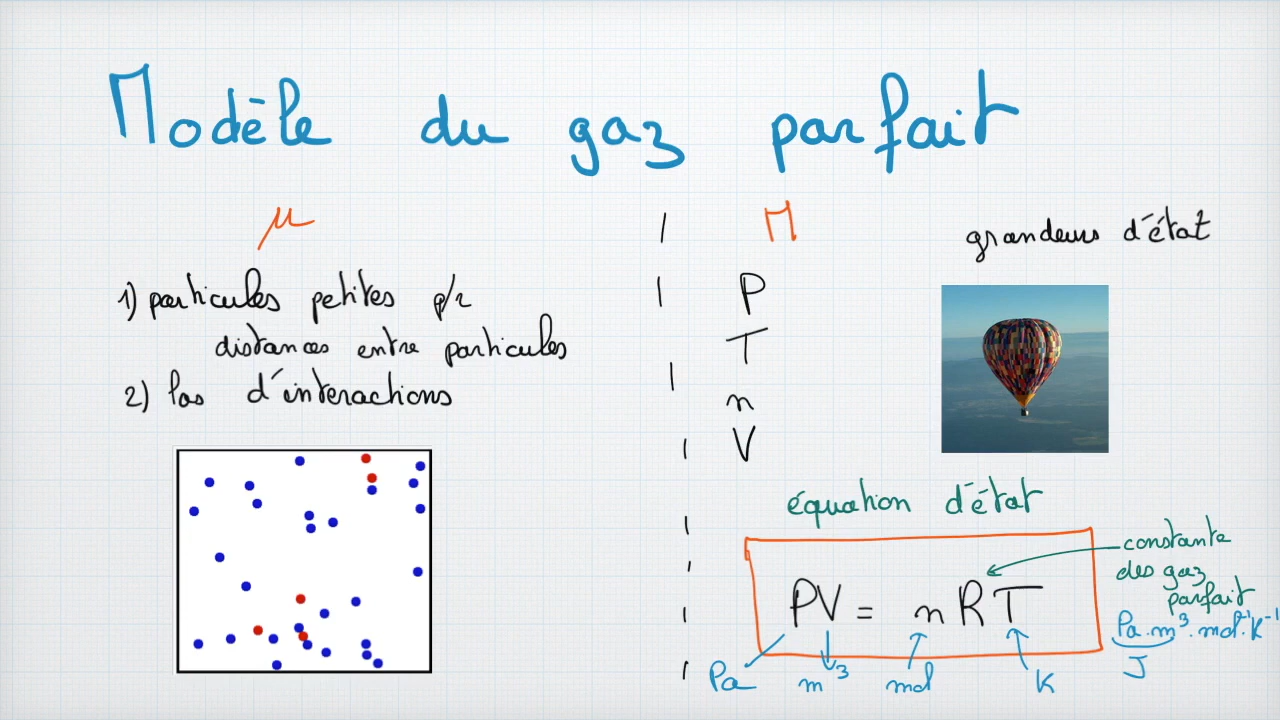 Modèle du gaz parfait
μ
1) particules petites p/r
distances entre particules
2) Pas d'interactions
M
P
T
n
V
grandeurs d'état
équation d'état
PV = nRT
Pa
m³
mol
K
constante
des gaz
parfait
Pa.m³.mol⁻¹.K⁻¹
J